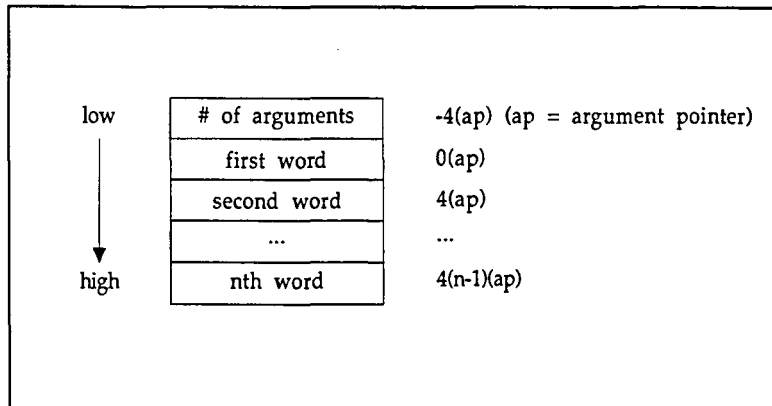 low # of arguments -4(ap) (ap = argument pointer)
first word 0(ap)
second word 4(ap)
... ...
high nth word 4(n-1)(ap)